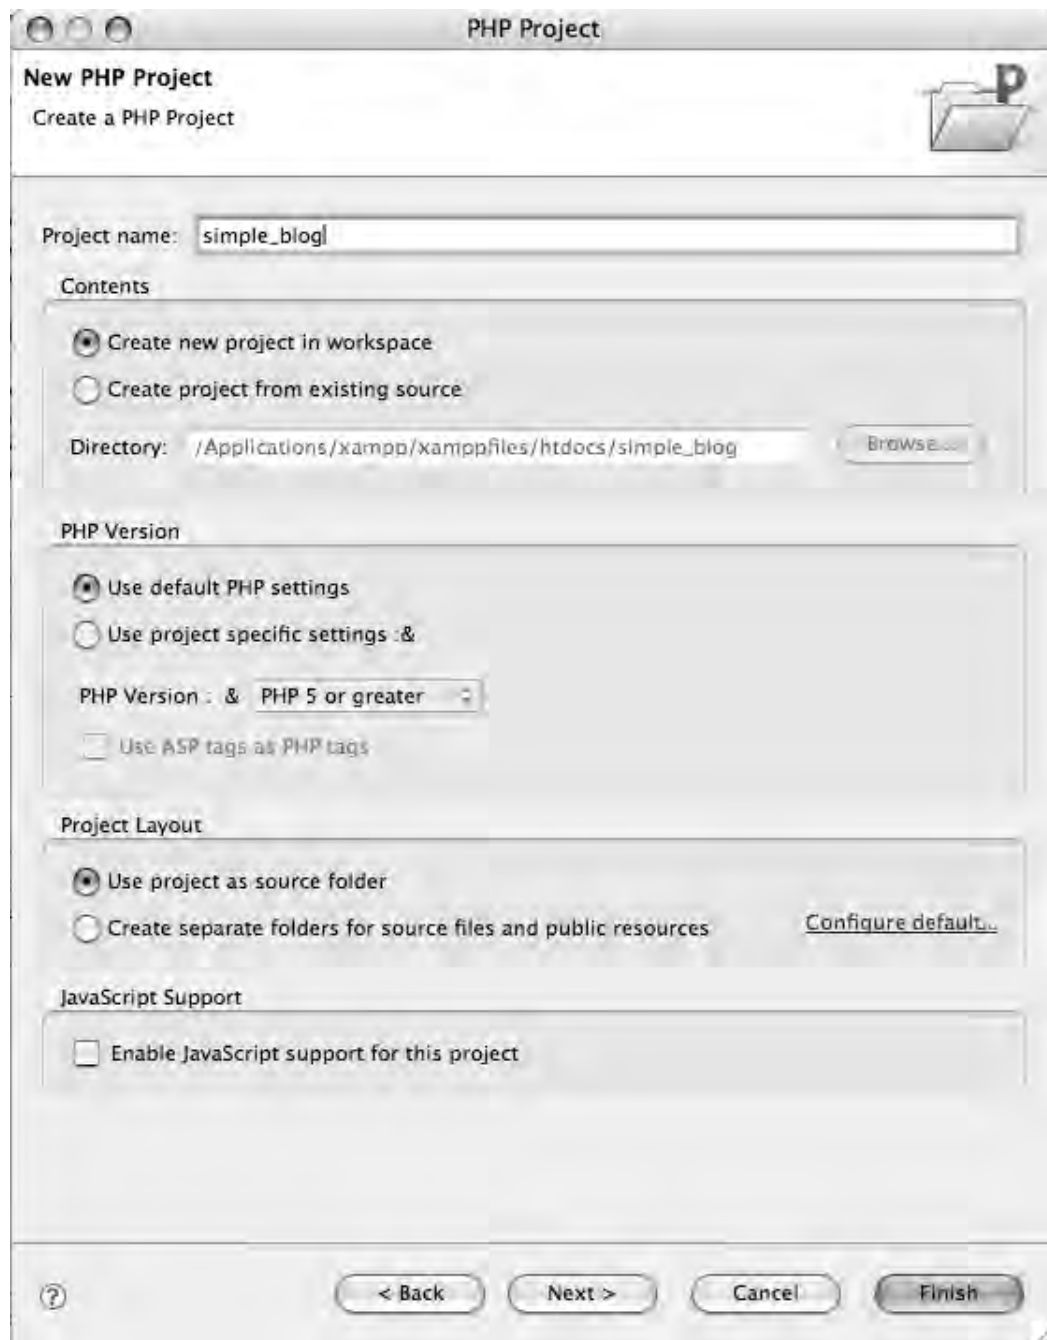 PHP Project
New PHP Project
Create a PHP Project
Project name: simple_blog
Contents
Create new project in workspace
Create project from existing source
Directory: /Applications/xampp/xamppfiles/htdocs/simple_blog Browse...
PHP Version
Use default PHP settings
Use project specific settings :&
PHP Version : & PHP 5 or greater
Use ASP tags as PHP tags
Project Layout
Use project as source folder
Create separate folders for source files and public resources Configure default...
JavaScript Support
Enable JavaScript support for this project
? < Back Next > Cancel Finish